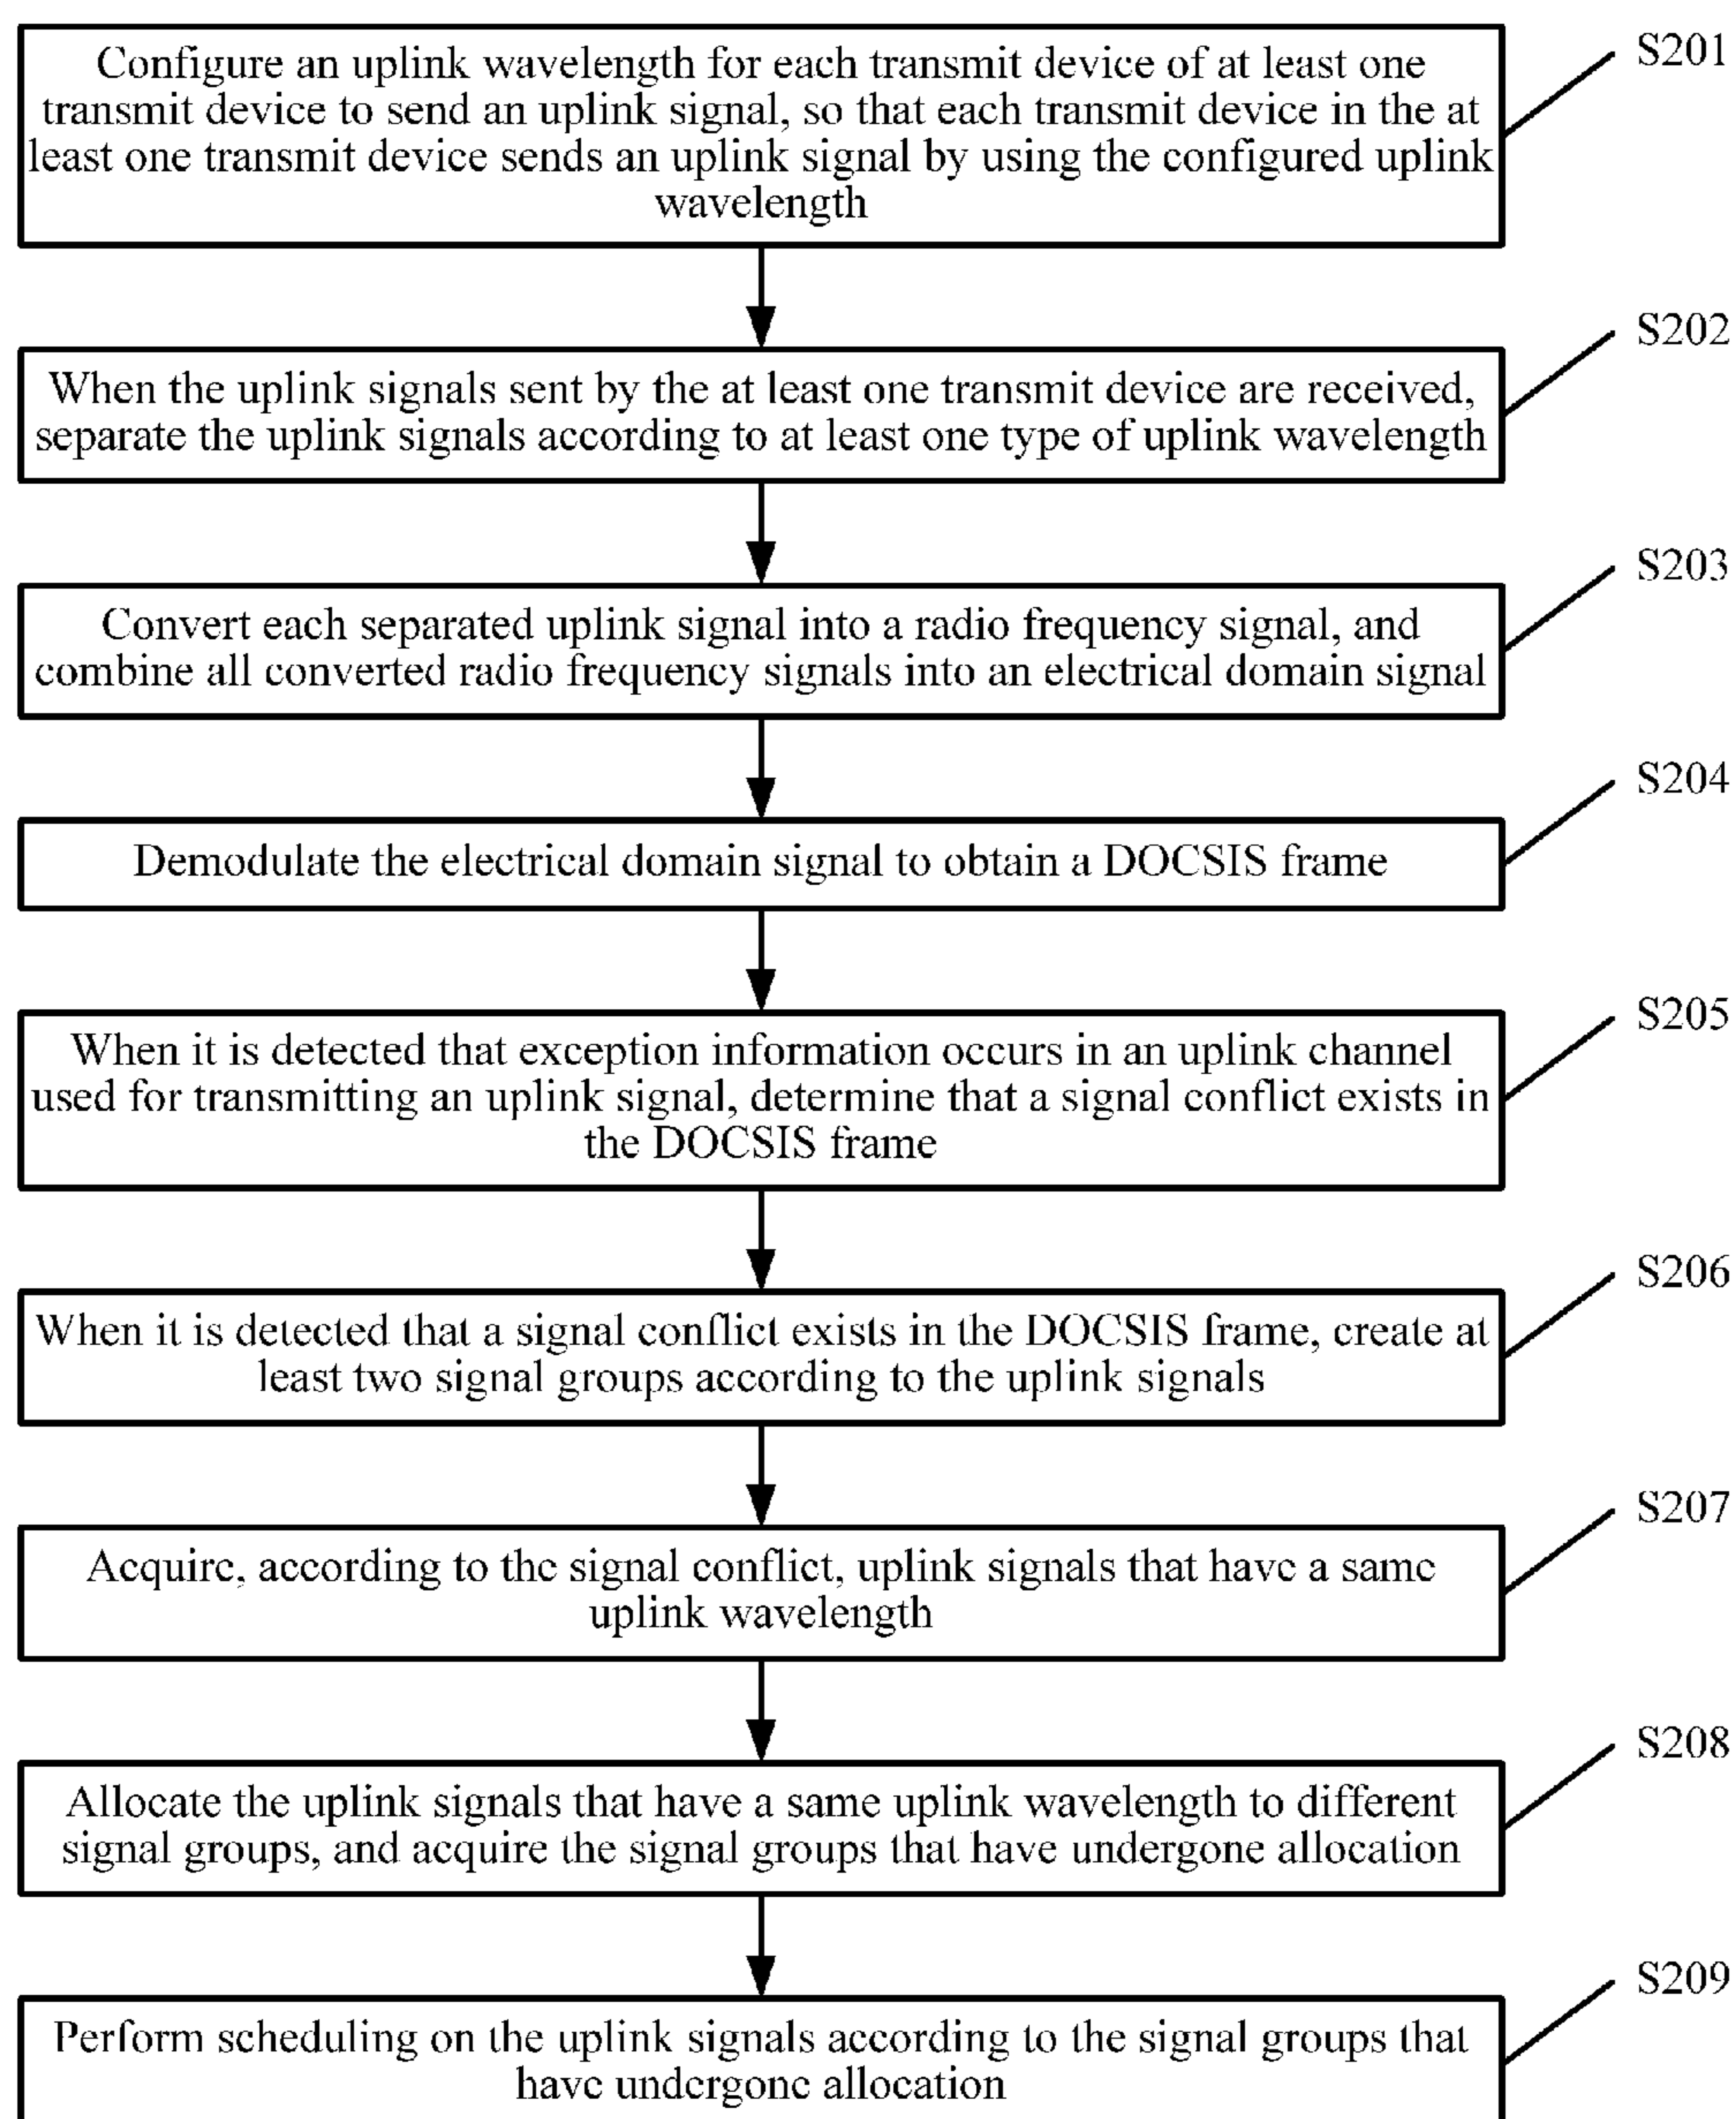 Configure an uplink wavelength for each transmit device of at least one
transmit device to send an uplink signal, so that each transmit device in the at
least one transmit device sends an uplink signal by using the configured uplink
wavelength
S201
When the uplink signals sent by the at least one transmit device are received,
separate the uplink signals according to at least one type of uplink wavelength
S202
Convert each separated uplink signal into a radio frequency signal, and
combine all converted radio frequency signals into an electrical domain signal
S203
Demodulate the electrical domain signal to obtain a DOCSIS frame
S204
When it is detected that exception information occurs in an uplink channel
used for transmitting an uplink signal, determine that a signal conflict exists in
the DOCSIS frame
S205
When it is detected that a signal conflict exists in the DOCSIS frame, create at
least two signal groups according to the uplink signals
S206
Acquire, according to the signal conflict, uplink signals that have a same
uplink wavelength
S207
Allocate the uplink signals that have a same uplink wavelength to different
signal groups, and acquire the signal groups that have undergone allocation
S208
Perform scheduling on the uplink signals according to the signal groups that
have undergone allocation
S209